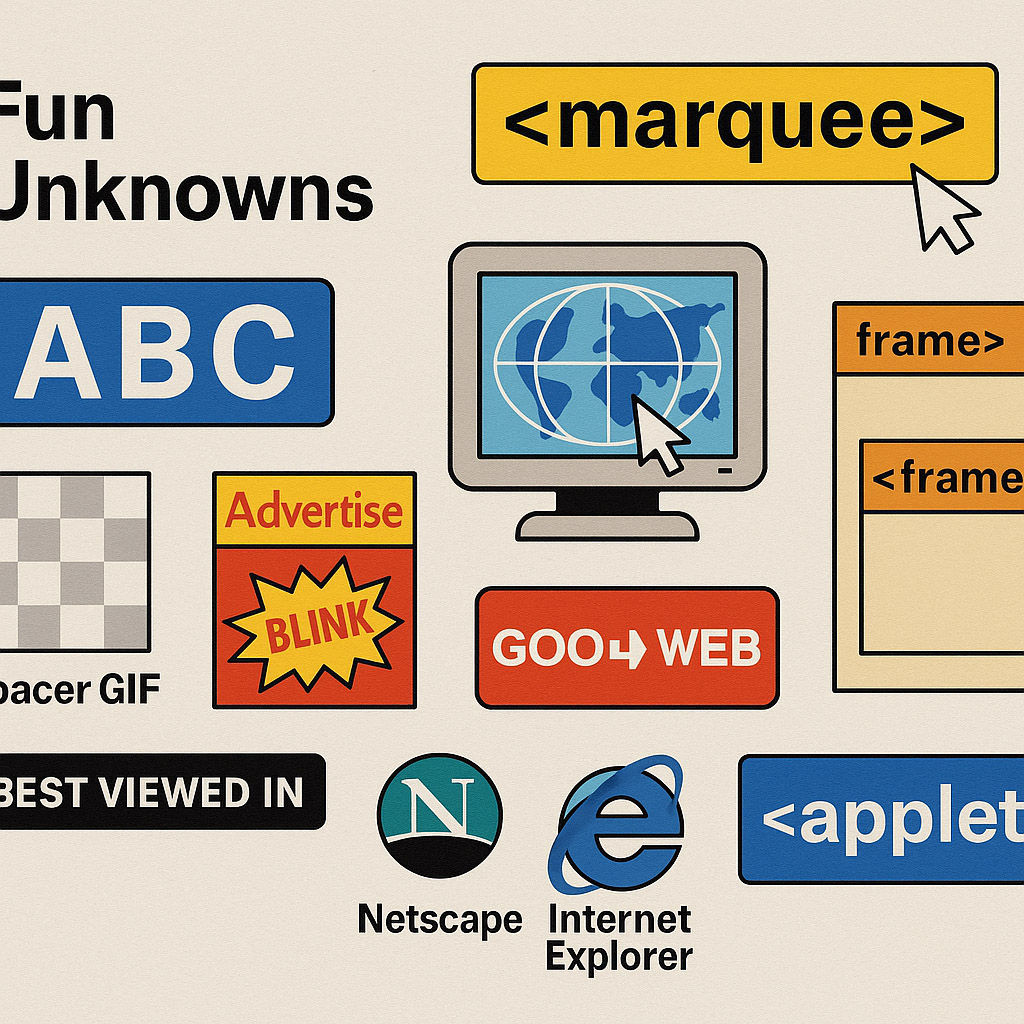 Fun
Unknowns
<marquee>
ABC
frame>
<frame
Advertise
BLINK
GOO WEB
pacer GIF
BEST VIEWED IN
N
e
<applet
Netscape
Internet
Explorer